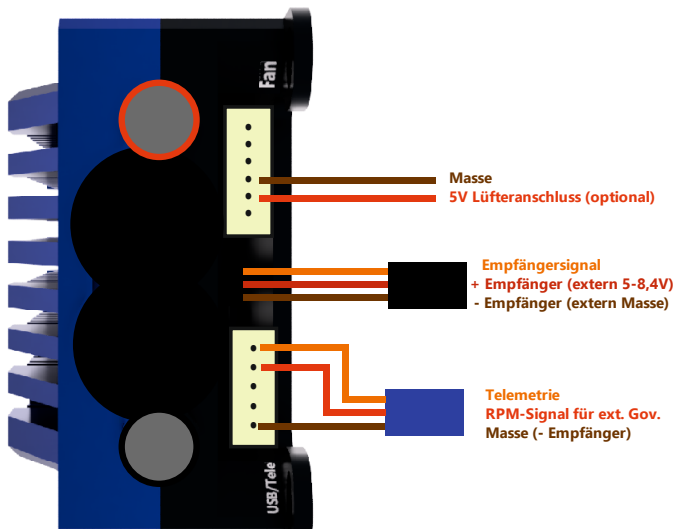 Fan
Masse
5V Lüfteranschluss (optional)
Empfängersignal
+ Empfänger (extern 5-8,4V)
- Empfänger (extern Masse)
Telemetrie
RPM-Signal für ext. Gov.
Masse (- Empfänger)
USB/Tele